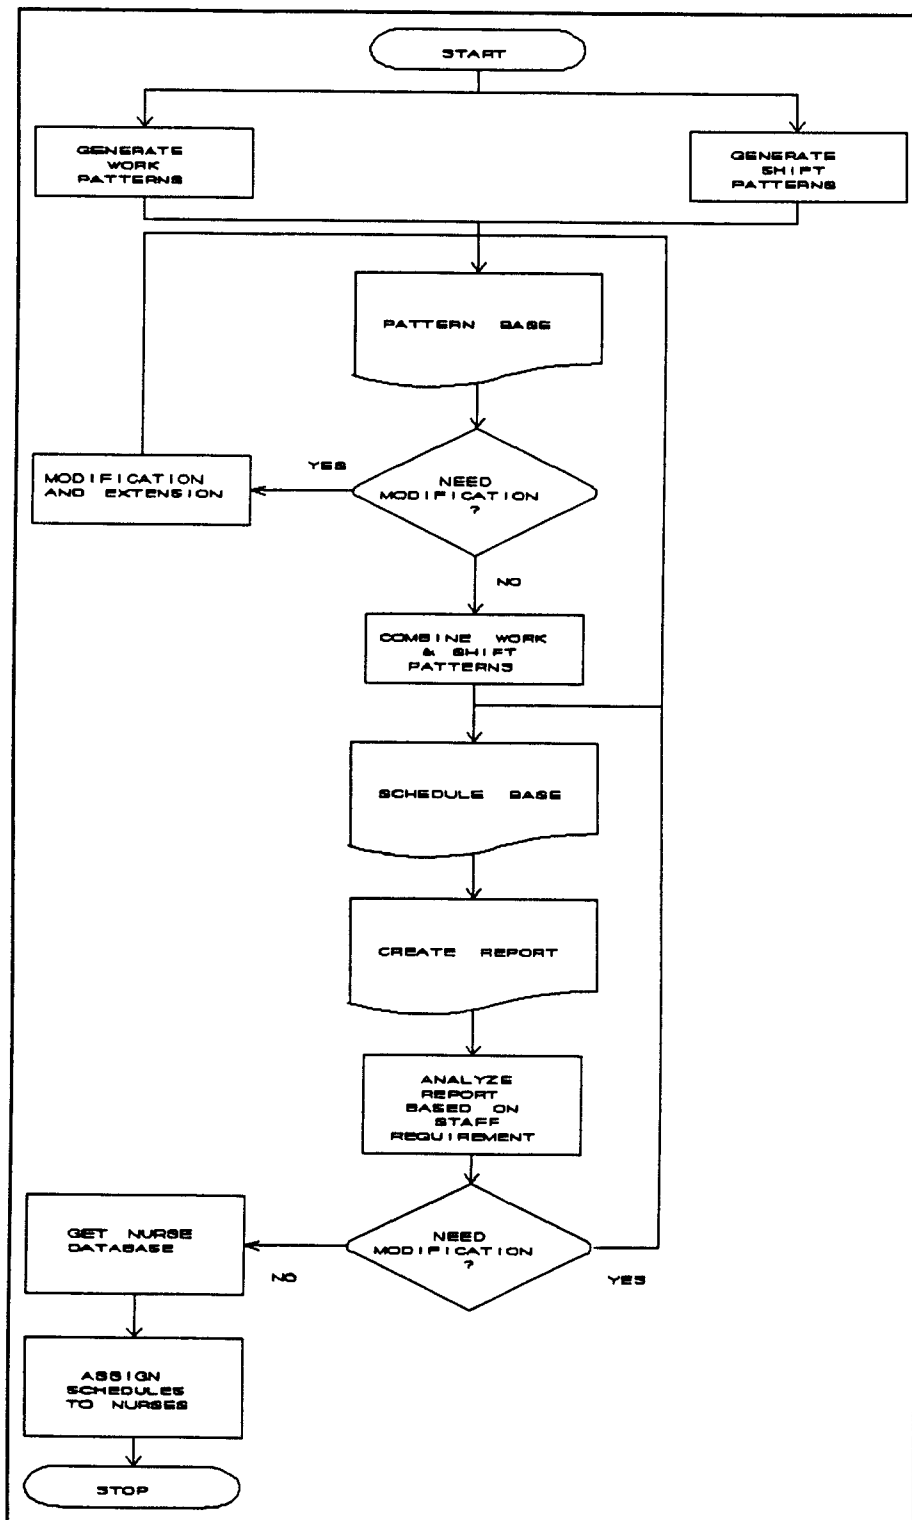 START
GENERATE
WORK
PATTERNS
GENERATE
SHIFT
PATTERNS
PATTERN BASE
YES
MODIFICATION
AND EXTENSION
NEED
MODIFICATION
?
NO
COMBINE WORK
& SHIFT
PATTERNS
SCHEDULE BASE
CREATE REPORT
ANALYZE
REPORT
BASED ON
STAFF
REQUIREMENT
GET NURSE
DATABASE
NEED
MODIFICATION
?
NO
YES
ASSIGN
SCHEDULES
TO NURSES
STOP